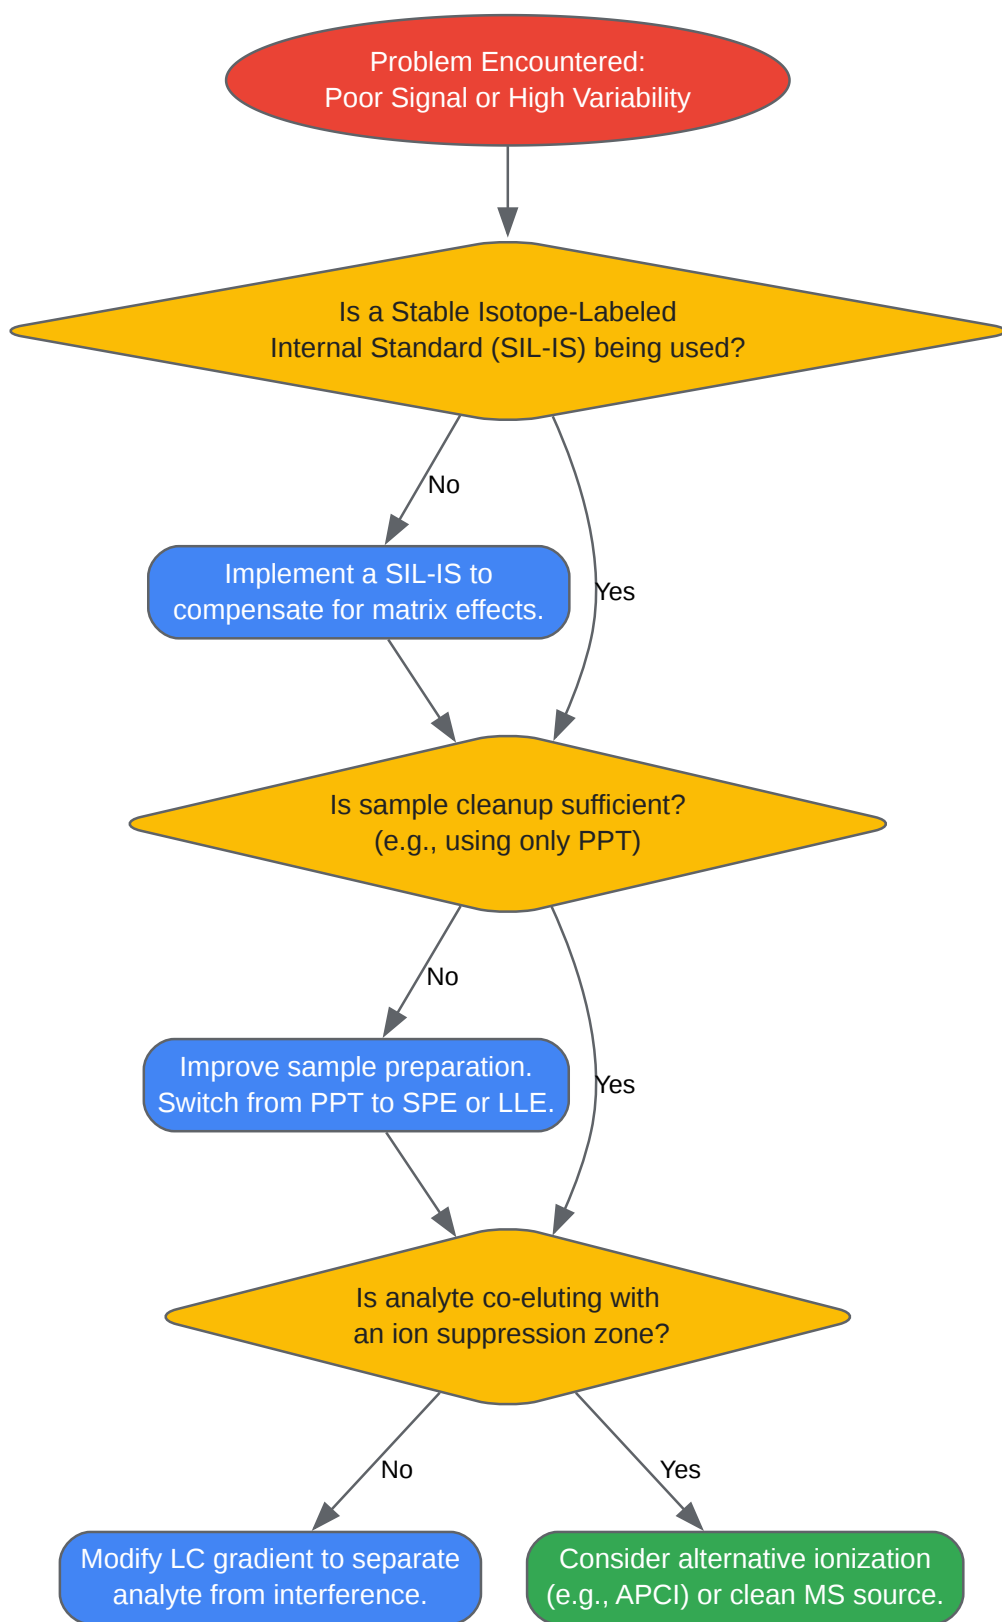 Problem Encountered:
Poor Signal or High Variability
Is a Stable Isotope-Labeled
Internal Standard (SIL-IS) being used?
No
Yes
Implement a SIL-IS to
compensate for matrix effects.
Is sample cleanup sufficient?
(e.g., using only PPT)
No
Yes
Improve sample preparation.
Switch from PPT to SPE or LLE.
Is analyte co-eluting with
an ion suppression zone?
No
Yes
Modify LC gradient to separate
analyte from interference.
Consider alternative ionization
(e.g., APCI) or clean MS source.